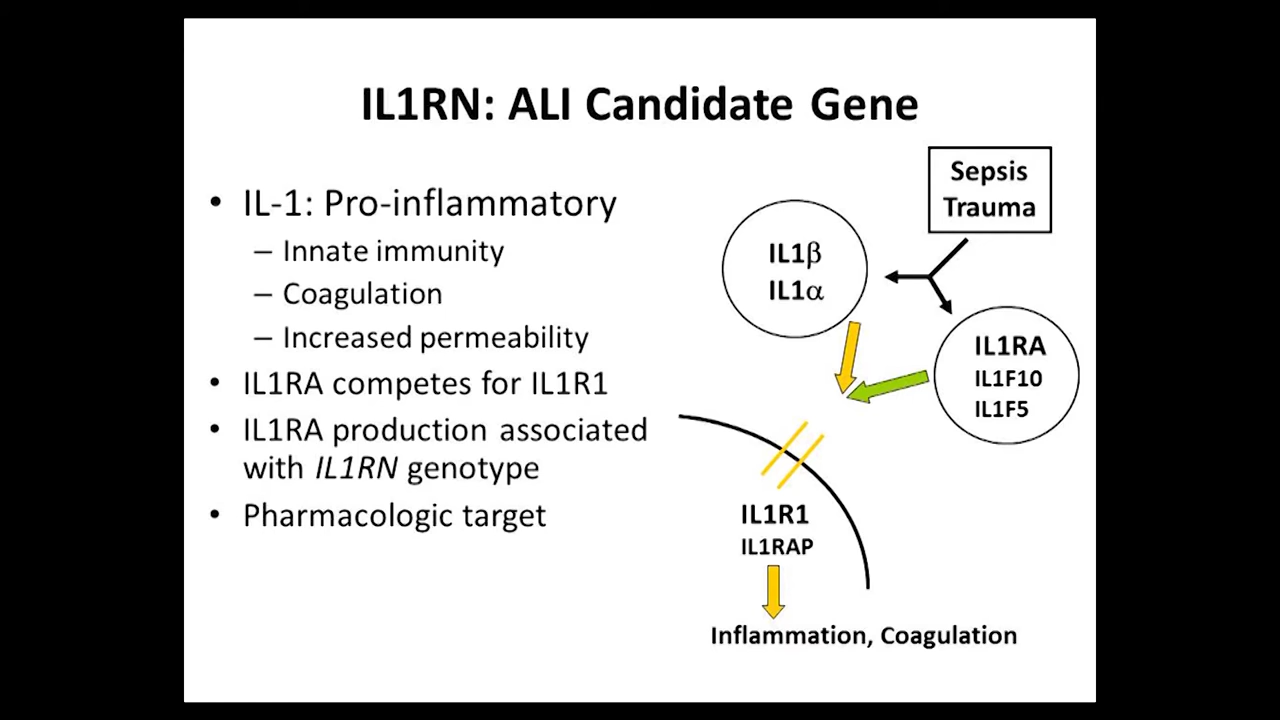 IL1RN: ALI Candidate Gene
• IL-1: Pro-inflammatory
– Innate immunity
– Coagulation
– Increased permeability
• IL1RA competes for IL1R1
• IL1RA production associated
with IL1RN genotype
• Pharmacologic target
Sepsis
Trauma
IL1β
IL1α
IL1RA
IL1F10
IL1F5
IL1R1
IL1RAP
Inflammation, Coagulation